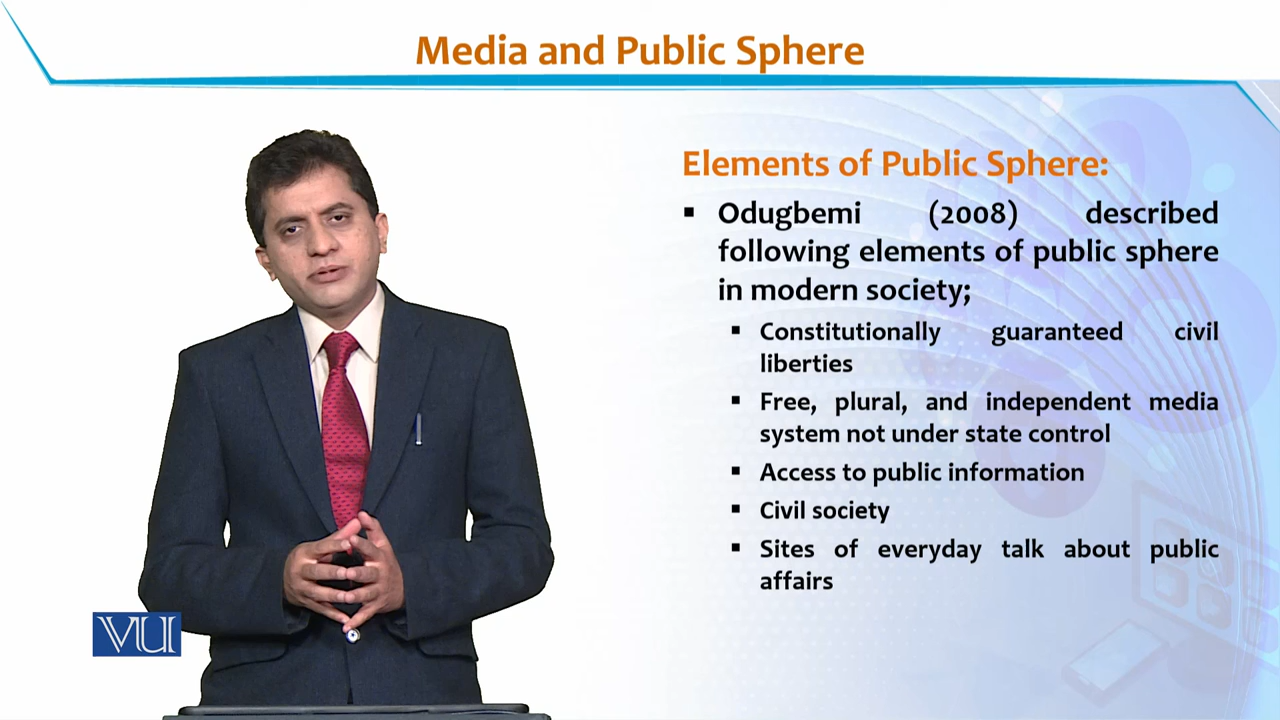 Media and Public Sphere
Elements of Public Sphere:
▪ Odugbemi (2008) described
following elements of public sphere
in modern society;
▪ Constitutionally guaranteed civil
liberties
▪ Free, plural, and independent media
system not under state control
▪ Access to public information
▪ Civil society
▪ Sites of everyday talk about public
affairs
VU